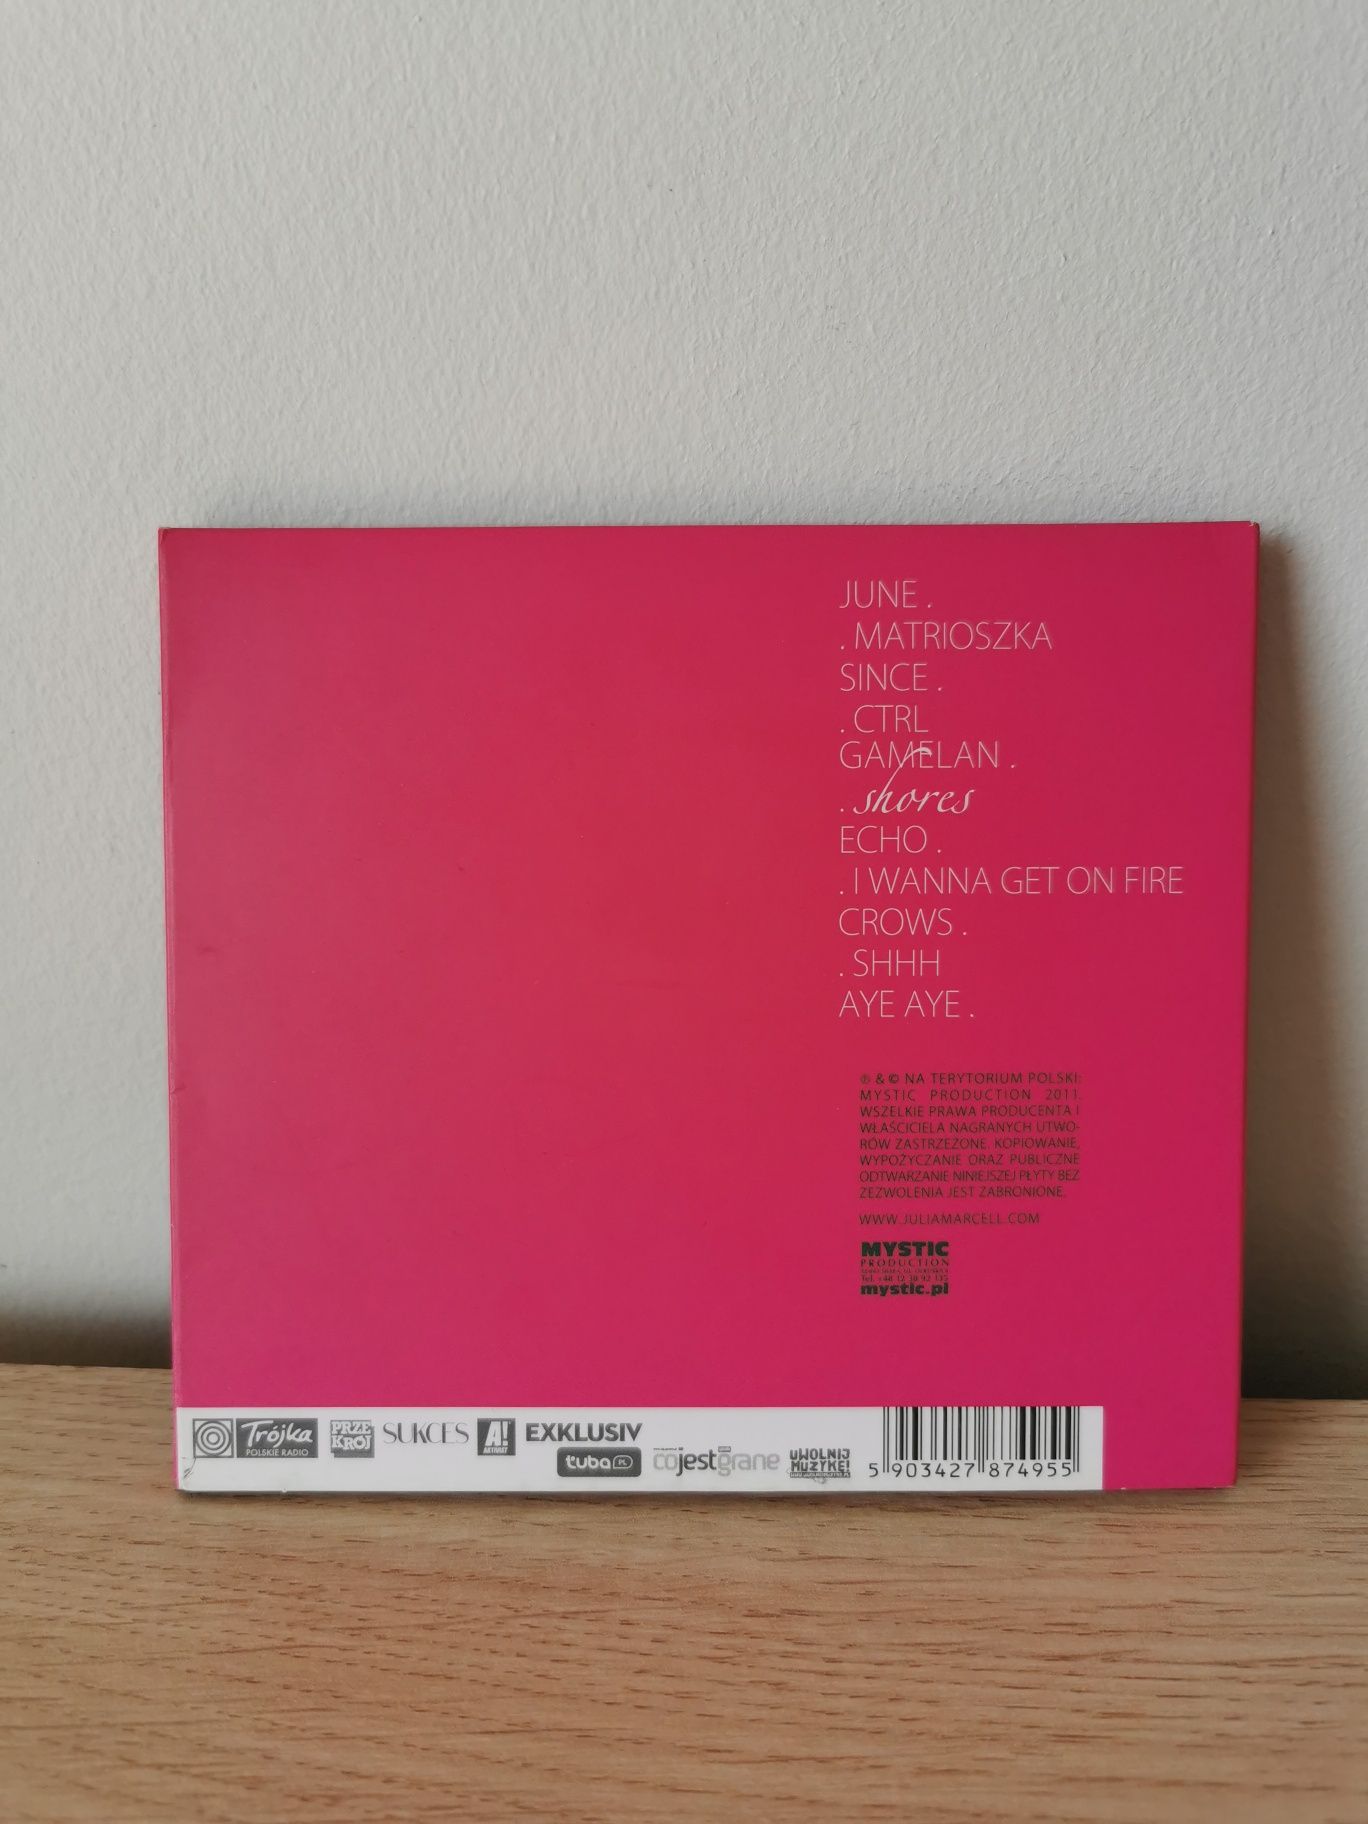 JUNE .
. MATRIOSZKA
SINCE .
. CTRL
GAMELAN .
. shores
ECHO .
. I WANNA GET ON FIRE
CROWS .
. SHHH
AYE AYE .
℗ & © NA TERYTORIUM POLSKI:
MYSTIC PRODUCTION 2011.
WSZELKIE PRAWA PRODUCENTA I
WŁAŚCICIELA NAGRANYCH UTWO-
RÓW ZASTRZEŻONE. KOPIOWANIE,
WYPOŻYCZANIE ORAZ PUBLICZNE
ODTWARZANIE NINIEJSZEJ PŁYTY BEZ
ZEZWOLENIA JEST ZABRONIONE.
WWW.JULIAMARCELL.COM
MYSTIC
PRODUCTION
mystic.pl
Trójka
POLSKIE RADIO
PRZE
KRÓJ
SUKCES
A!
AKTIVIST
EXKLUSIV
tuba PL
cojestgrane
UWOLNIJ
MUZYKĘ!
5 903427 874955